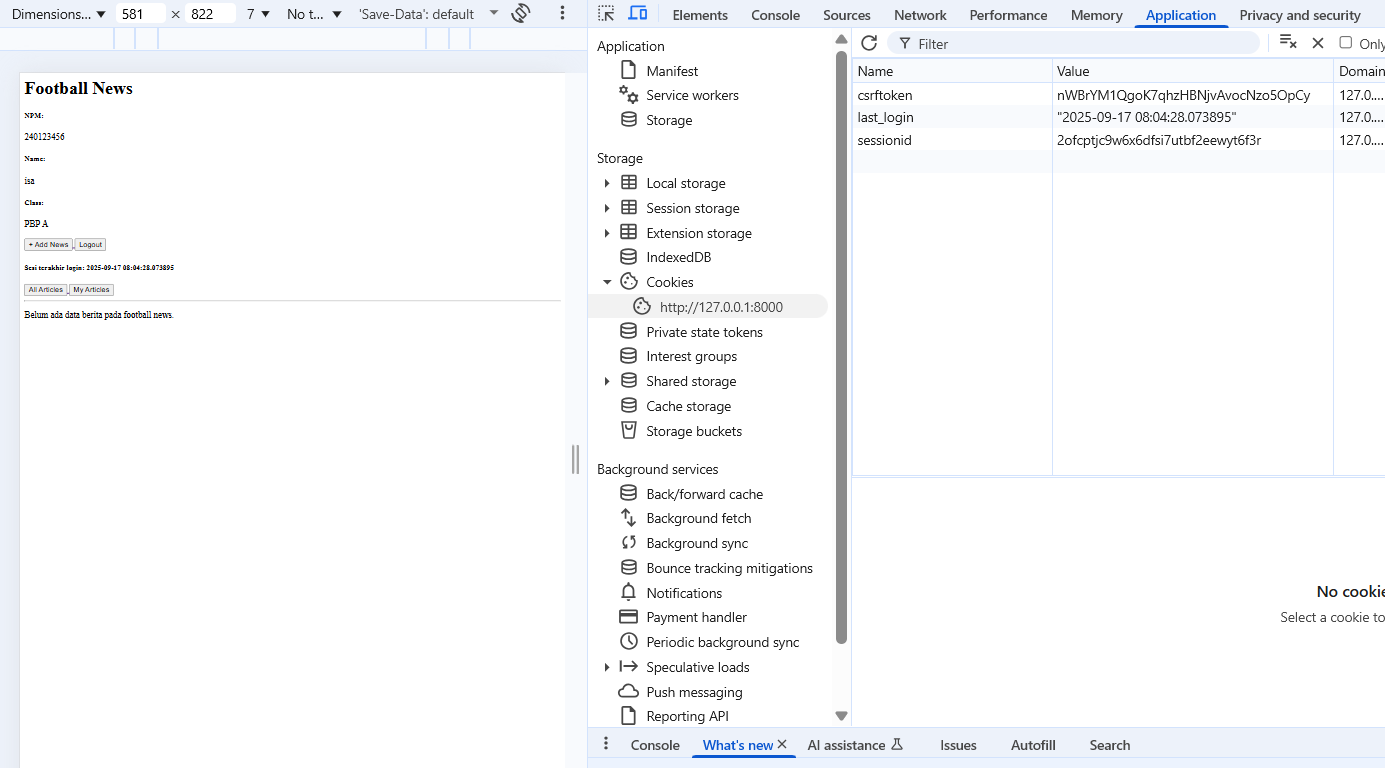 Dimensions... 581 × 822 7 No t... 'Save-Data': default
Football News
NPM:
240123456
Name:
isa
Class:
PBP A
+ Add News Logout
Sesi terakhir login: 2025-09-17 08:04:28.073895
All Articles My Articles
Belum ada data berita pada football news.
Elements Console Sources Network Performance Memory Application Privacy and security
Application
Manifest
Service workers
Storage
Storage
Local storage
Session storage
Extension storage
IndexedDB
Cookies
http://127.0.0.1:8000
Private state tokens
Interest groups
Shared storage
Cache storage
Storage buckets
Background services
Back/forward cache
Background fetch
Background sync
Bounce tracking mitigations
Notifications
Payment handler
Periodic background sync
Speculative loads
Push messaging
Reporting API
Filter Only
Name Value Domain
csrftoken nWBrYM1QgoK7qhzHBNjvAvocNzo5OpCy 127.0....
last_login "2025-09-17 08:04:28.073895" 127.0....
sessionid 2ofcptjc9w6x6dfsi7utbf2eewyt6f3r 127.0....
No cookie
Select a cookie to
Console What's new AI assistance Issues Autofill Search